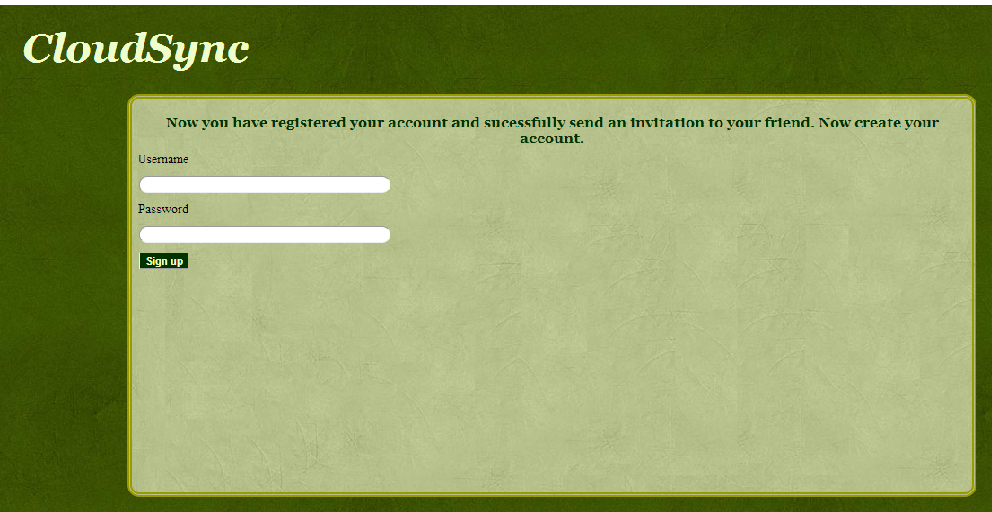 CloudSync
Now you have registered your account and sucessfully send an invitation to your friend. Now create your
account.
Username
Password
Sign up